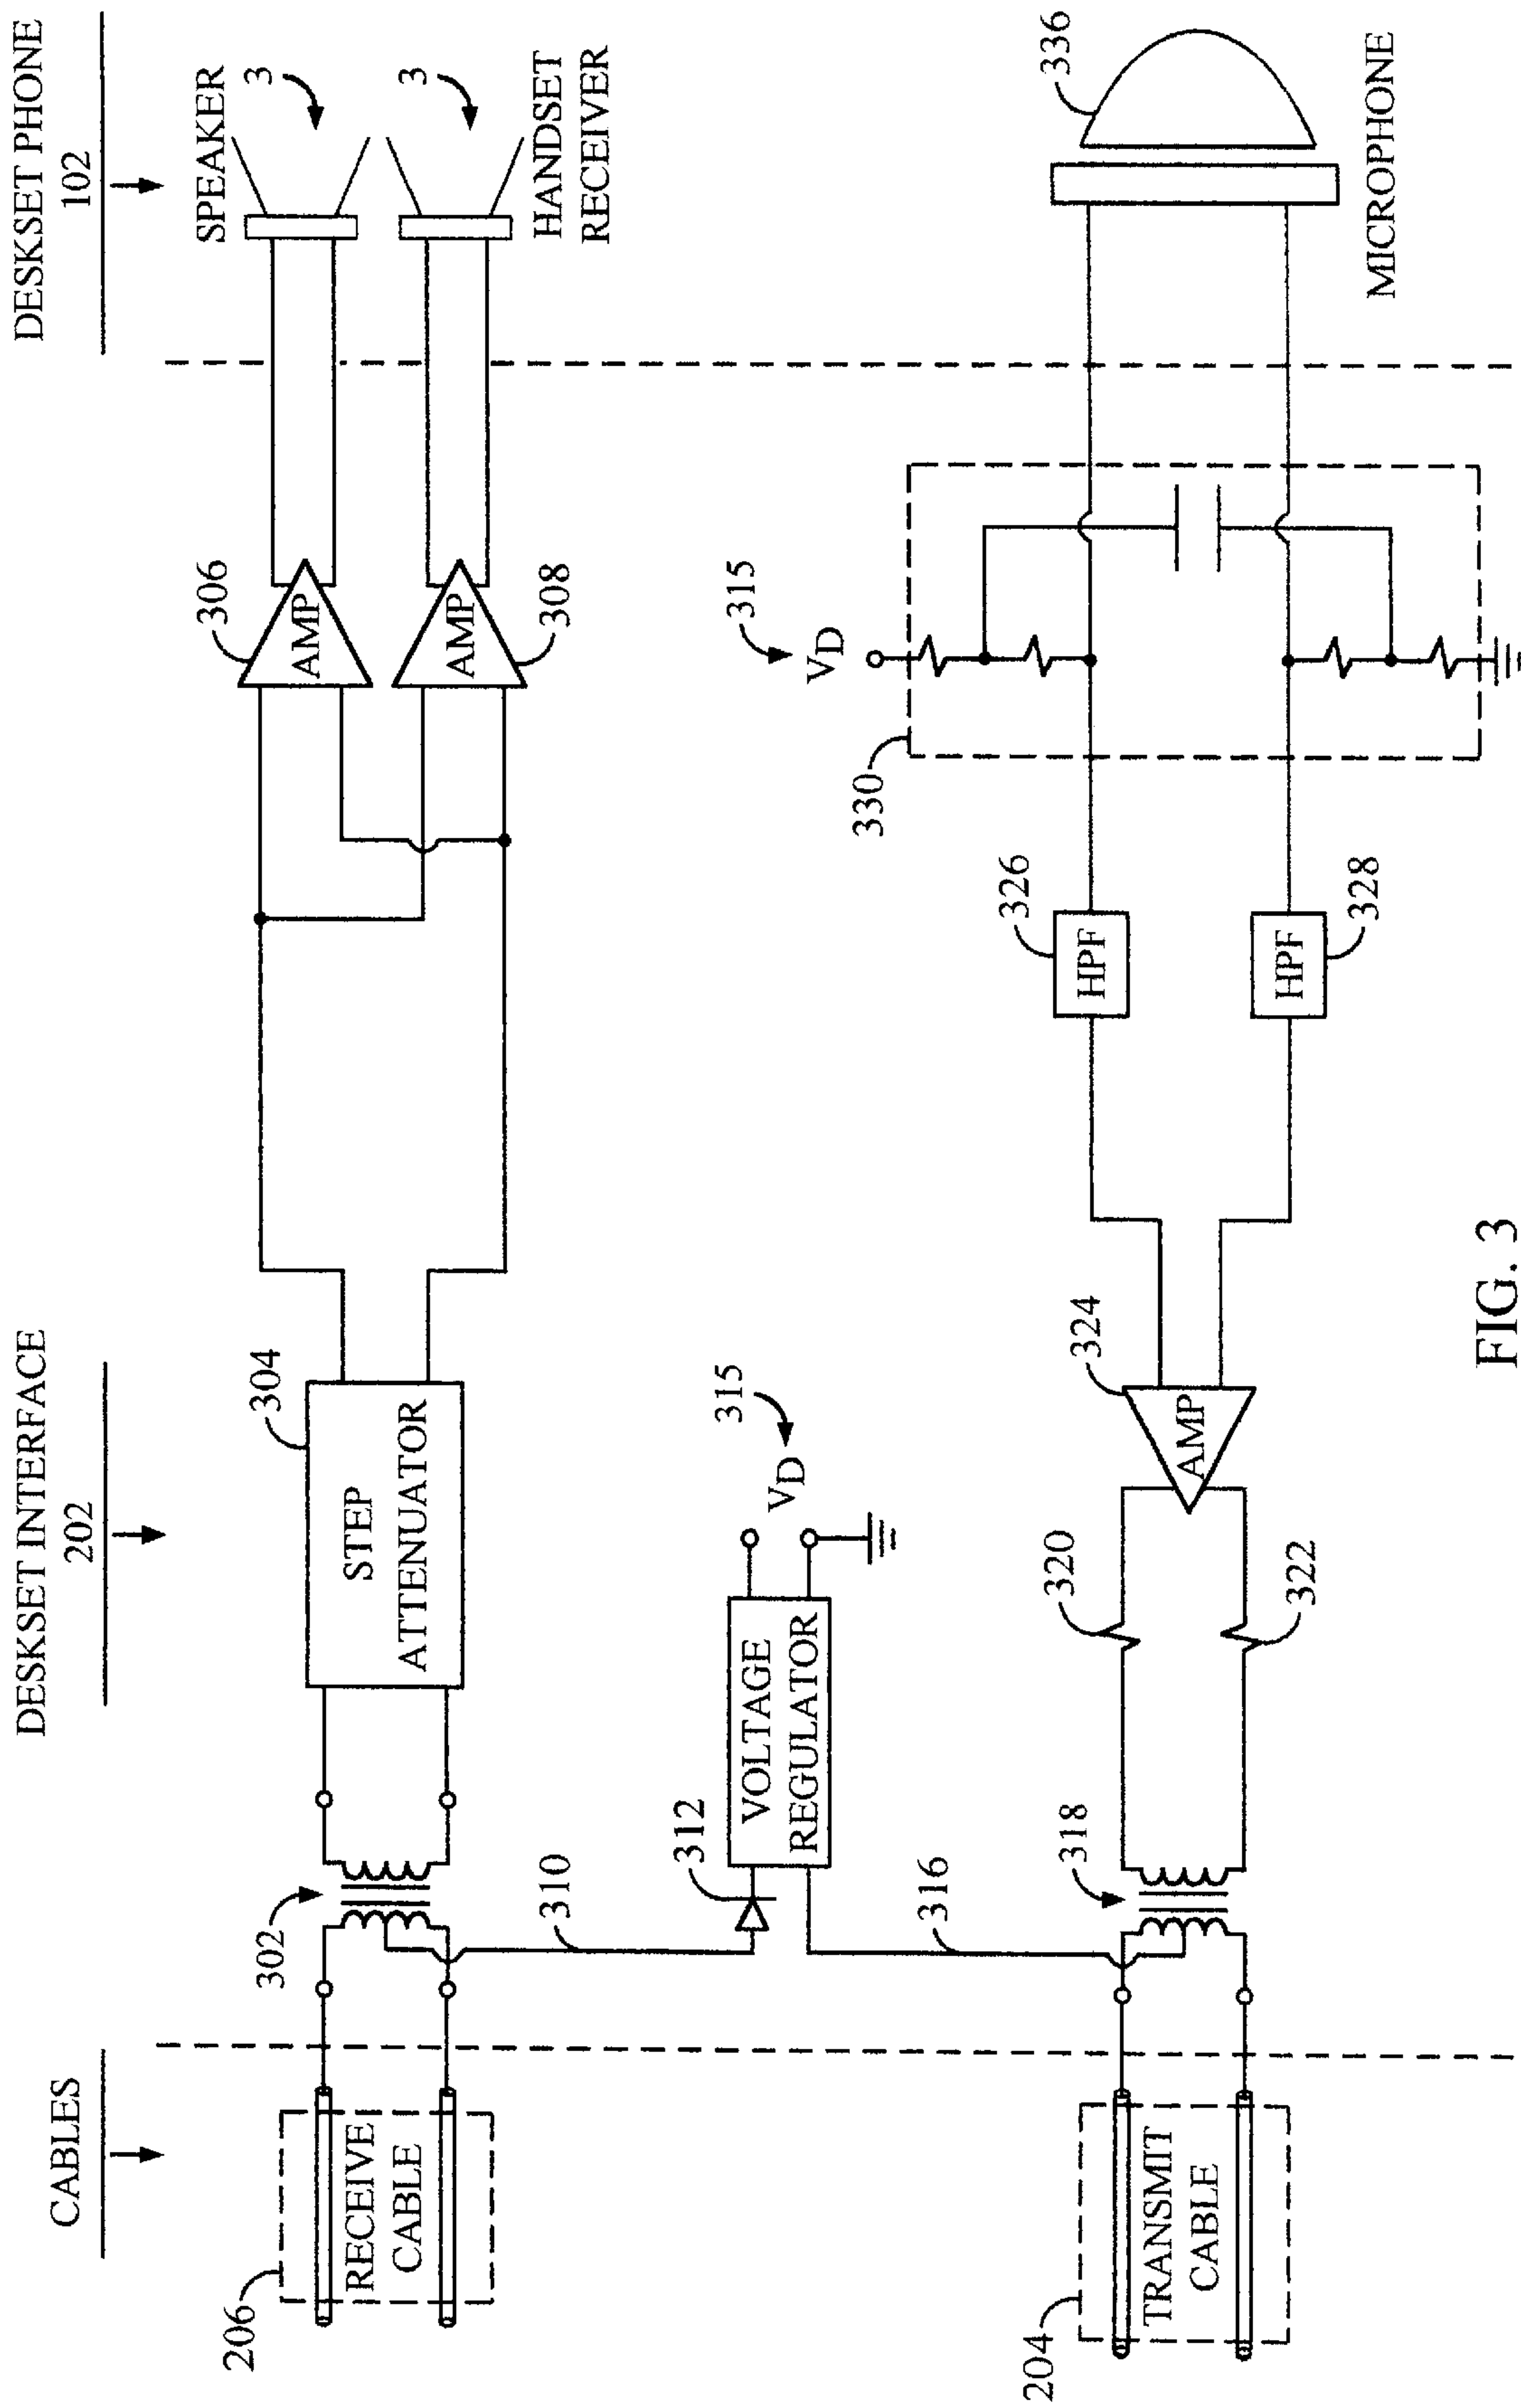 CABLES
DESKSET INTERFACE
202
DESKSET PHONE
102
206
RECEIVE
CABLE
302
304
STEP
ATTENUATOR
306
AMP
AMP
308
SPEAKER
3
3
HANDSET
RECEIVER
310
312
VOLTAGE
REGULATOR
315
VD
316
315
VD
330
204
TRANSMIT
CABLE
318
320
322
324
AMP
326
HPF
HPF
328
336
MICROPHONE
FIG. 3